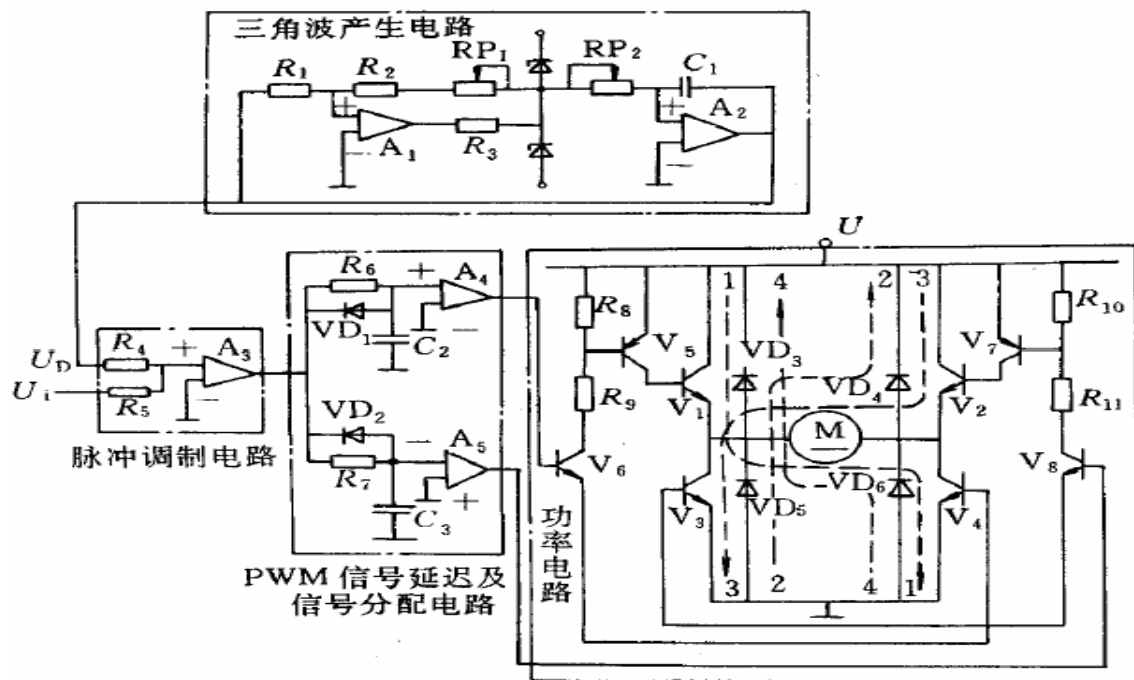 三角波产生电路
R1
R2
RP1
RP2
C1
+
A1
−
R3
+
A2
−
U
UD
Ui
R4
R5
+
−
A3
脉冲调制电路
R6
VD1
C2
+
−
A4
VD2
R7
C3
−
+
A5
PWM 信号延迟及
信号分配电路
功率电路
R8
R9
V5
V1
V6
V3
1
4
2
3
VD3
VD4
M
VD5
VD6
3
2
4
1
V7
V2
R10
R11
V8
V4